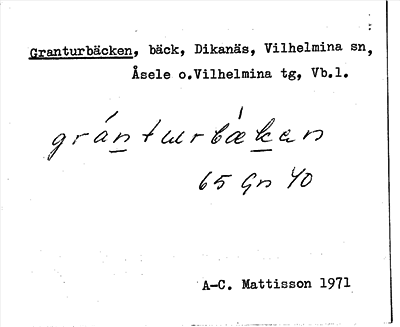 Granturbäcken, bäck, Dikanäs, Vilhelmina sn,
Åsele o.Vilhelmina tg, Vb.l.
gránturbǽken
65 Gn 40
A-C. Mattisson 1971